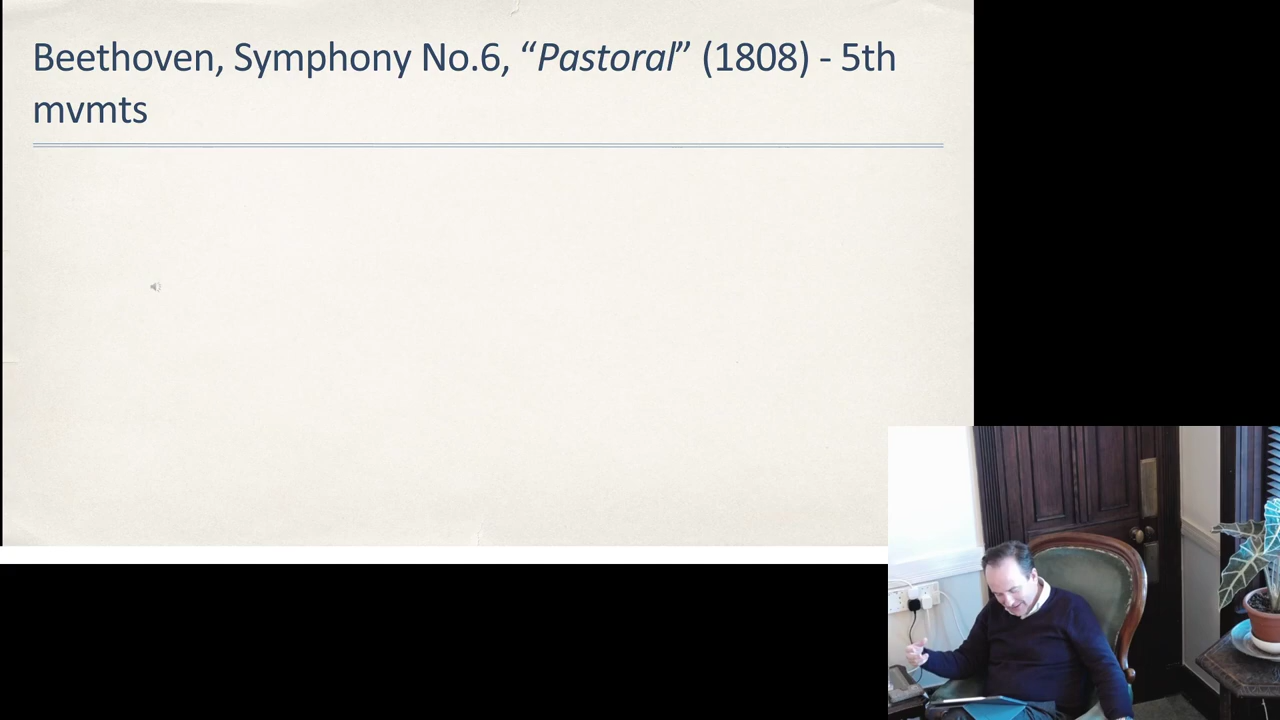 Beethoven, Symphony No.6, “Pastoral” (1808) - 5th
mvmts